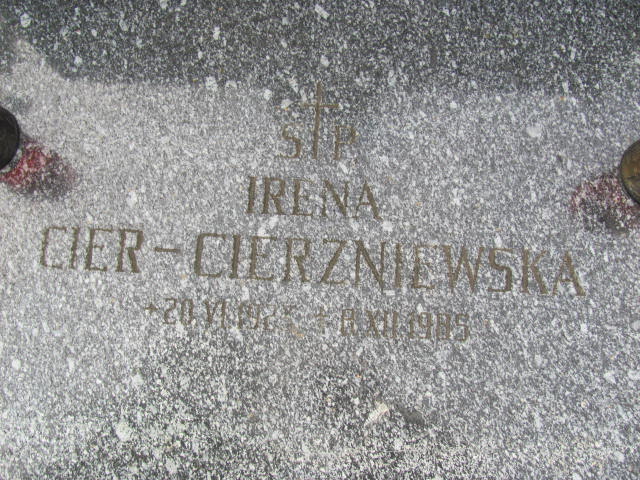 S†P
IRENA
CIER-CIERZNIEWSKA
20.VI † 8.XII.1985